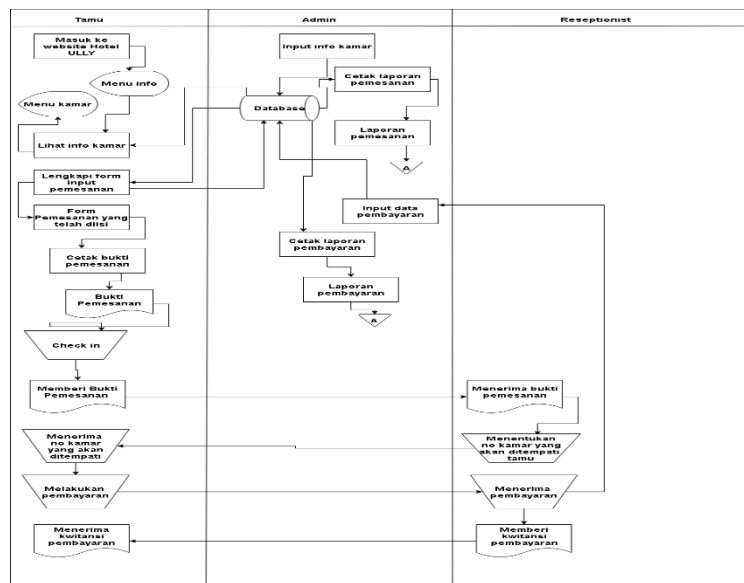 Tamu
Admin
Reseptionist
Masuk ke
website Hotel
ULLY
Menu info
Menu kamar
Lihat info kamar
Lengkapi form
input
pemesanan
Form
Pemesanan yang
telah diisi
Cetak bukti
pemesanan
Bukti
Pemesanan
Check in
Memberi Bukti
Pemesanan
Menerima
no kamar
yang akan
ditempati
Melakukan
pembayaran
Menerima
kwitansi
pembayaran
Input info kamar
Database
Cetak laporan
pemesanan
Laporan
pemesanan
A
Input data
pembayaran
Cetak laporan
pembayaran
Laporan
pembayaran
A
Menerima bukti
pemesanan
Menentukan
no kamar yang
akan ditempati
tamu
Menerima
pembayaran
Memberi
kwitansi
pembayaran